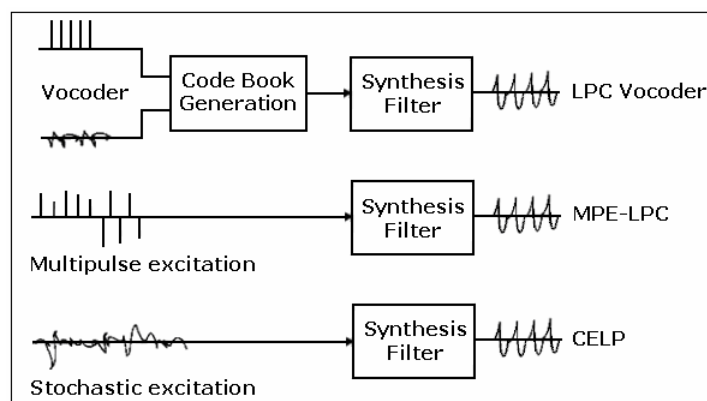 Vocoder
Code Book
Generation
Synthesis
Filter
LPC Vocoder
Synthesis
Filter
MPE-LPC
Multipulse excitation
Synthesis
Filter
CELP
Stochastic excitation